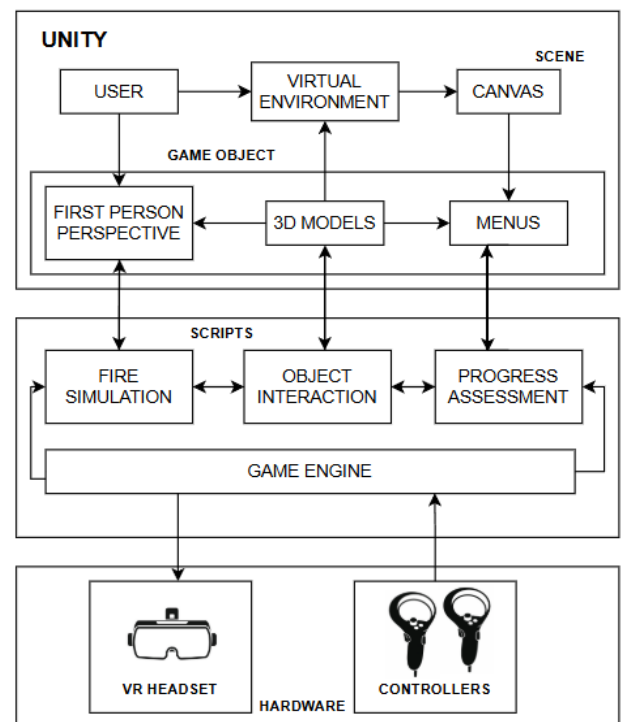 UNITY
SCENE
USER
VIRTUAL
ENVIRONMENT
CANVAS
GAME OBJECT
FIRST PERSON
PERSPECTIVE
3D MODELS
MENUS
SCRIPTS
FIRE
SIMULATION
OBJECT
INTERACTION
PROGRESS
ASSESSMENT
GAME ENGINE
VR HEADSET
CONTROLLERS
HARDWARE